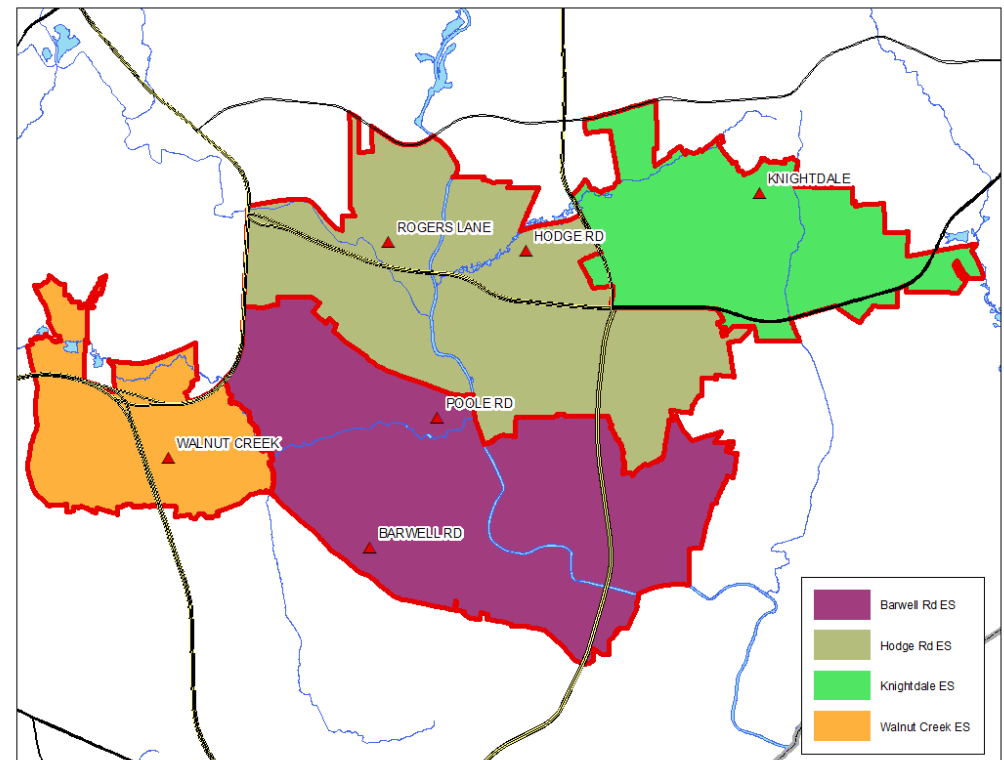 KNIGHTDALE
ROGERS LANE
HODGE RD
POOLE RD
WALNUT CREEK
BARWELL RD
Barwell Rd ES
Hodge Rd ES
Knightdale ES
Walnut Creek ES